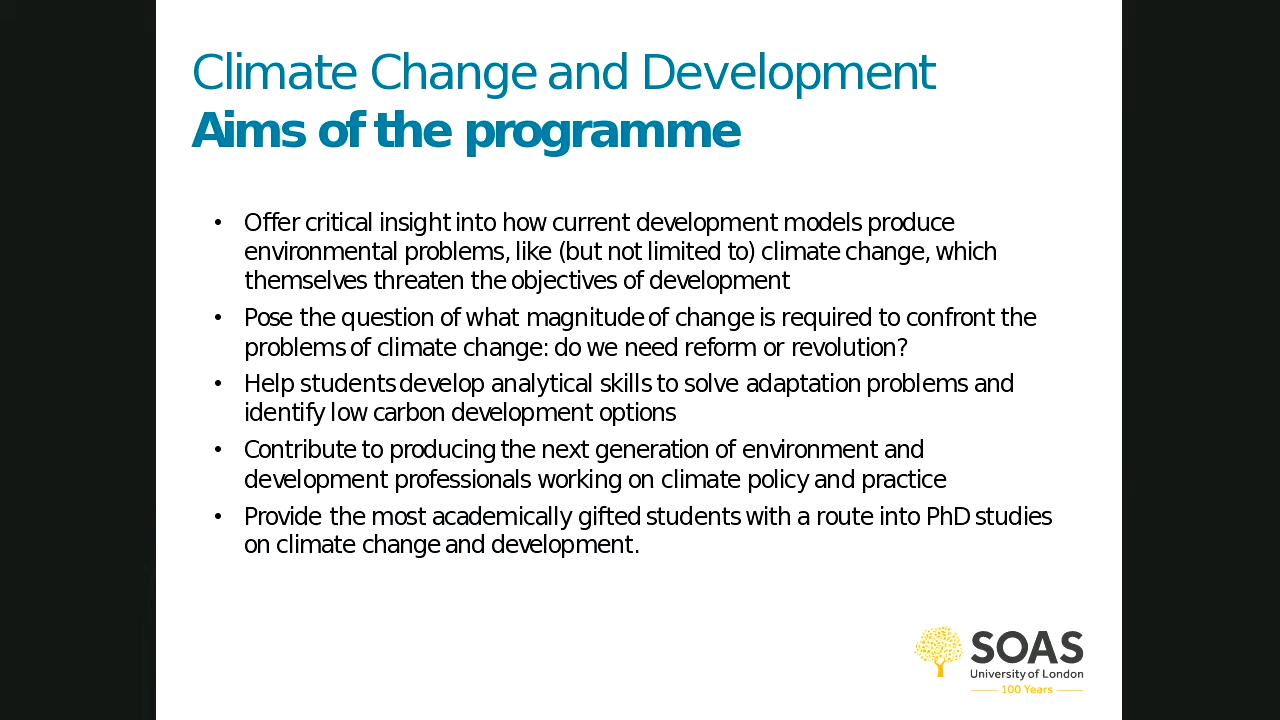 Climate Change and Development
Aims of the programme
• Offer critical insight into how current development models produce
environmental problems, like (but not limited to) climate change, which
themselves threaten the objectives of development
• Pose the question of what magnitude of change is required to confront the
problems of climate change: do we need reform or revolution?
• Help students develop analytical skills to solve adaptation problems and
identify low carbon development options
• Contribute to producing the next generation of environment and
development professionals working on climate policy and practice
• Provide the most academically gifted students with a route into PhD studies
on climate change and development.
SOAS
University of London
100 Years